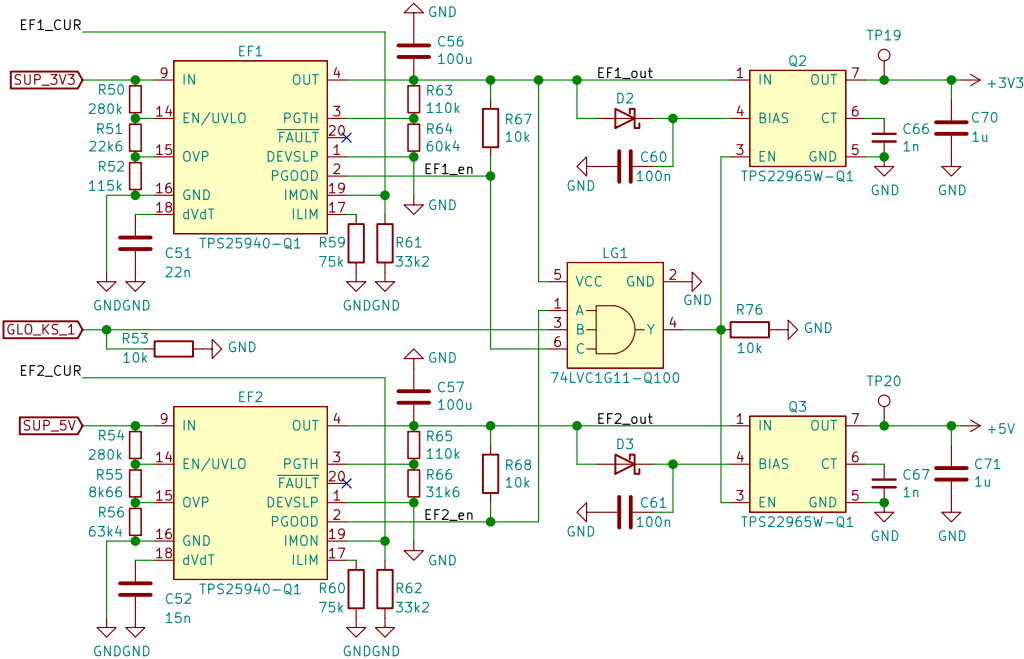 EF1_CUR
GND
C56
100u
EF1
SUP_3V3
9 IN OUT 4
R50
280k
14 EN/UVLO PGTH 3
FAULT 20
R51
22k6
15 OVP DEVSLP 1
PGOOD 2
R52
115k
16 GND IMON 19
18 dVdT ILIM 17
TPS25940-Q1
C51
22n
GND
GND
R59
75k
R61
33k2
GND
GND
R63
110k
R64
60k4
GND
EF1_en
R67
10k
EF1_out
D2
C60
100n
GND
TP19
Q2
1 IN OUT 7
4 BIAS CT 6
3 EN GND 5
TPS22965W-Q1
C66
1n
GND
C70
1u
GND
+3V3
LG1
5 VCC GND 2
GND
1 A
3 B Y 4
6 C
74LVC1G11-Q100
R76
10k
GND
GLO_KS_1
R53
10k
GND
EF2_CUR
GND
C57
100u
EF2
SUP_5V
9 IN OUT 4
R54
280k
14 EN/UVLO PGTH 3
FAULT 20
R55
8k66
15 OVP DEVSLP 1
PGOOD 2
R56
63k4
16 GND IMON 19
18 dVdT ILIM 17
TPS25940-Q1
C52
15n
GND
GND
R60
75k
R62
33k2
GND
GND
R65
110k
R66
31k6
GND
EF2_en
R68
10k
EF2_out
D3
C61
100n
GND
TP20
Q3
1 IN OUT 7
4 BIAS CT 6
3 EN GND 5
TPS22965W-Q1
C67
1n
GND
C71
1u
GND
+5V